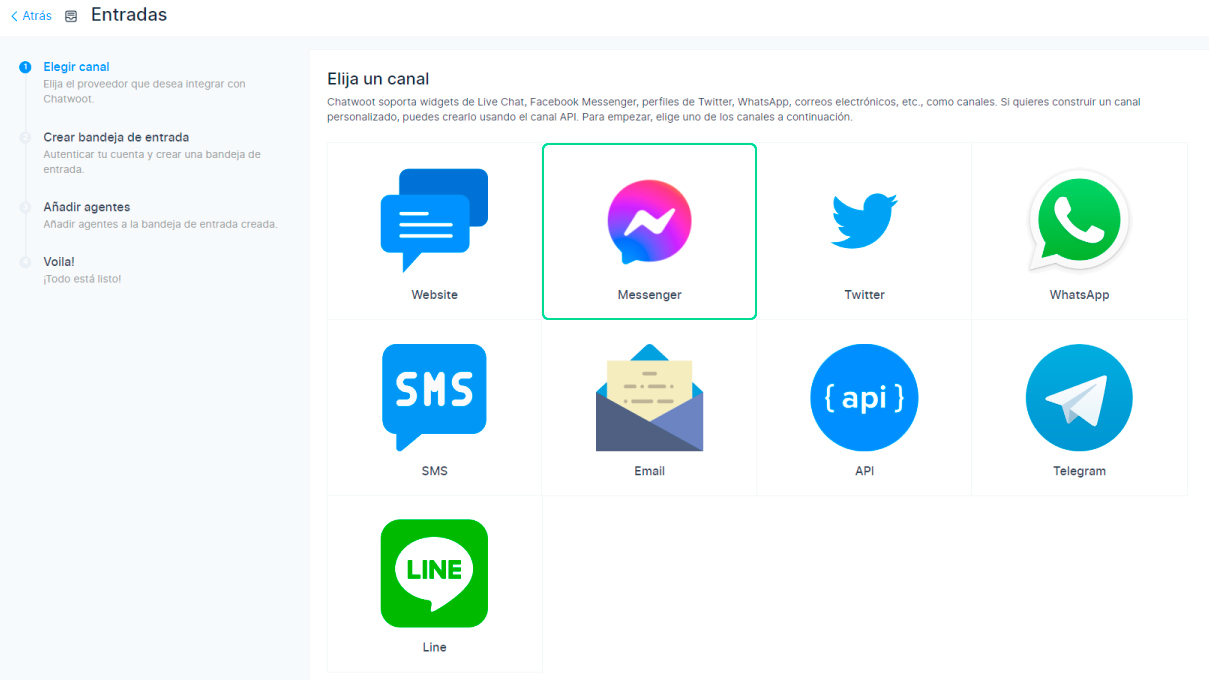 Atrás
Entradas
1
Elegir canal
Elija el proveedor que desea integrar con
Chatwoot.
2
Crear bandeja de entrada
Autenticar tu cuenta y crear una bandeja de
entrada.
3
Añadir agentes
Añadir agentes a la bandeja de entrada creada.
4
Voila!
¡Todo está listo!
Elija un canal
Chatwoot soporta widgets de Live Chat, Facebook Messenger, perfiles de Twitter, WhatsApp, correos electrónicos, etc., como canales. Si quieres construir un canal
personalizado, puedes crearlo usando el canal API. Para empezar, elige uno de los canales a continuación.
Website
Messenger
Twitter
WhatsApp
SMS
{ api }
SMS
Email
API
Telegram
LINE
Line